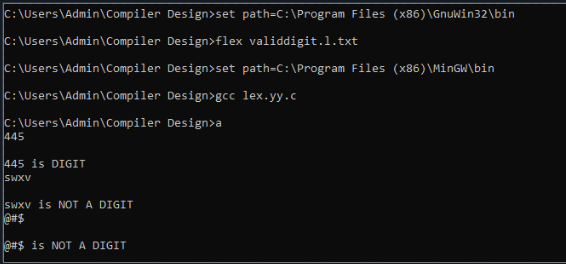 C:\Users\Admin\Compiler Design>set path=C:\Program Files (x86)\GnuWin32\bin
C:\Users\Admin\Compiler Design>flex validdigit.l.txt
C:\Users\Admin\Compiler Design>set path=C:\Program Files (x86)\MinGW\bin
C:\Users\Admin\Compiler Design>gcc lex.yy.c
C:\Users\Admin\Compiler Design>a
445
445 is DIGIT
swxv
swxv is NOT A DIGIT
@#$
@#$ is NOT A DIGIT